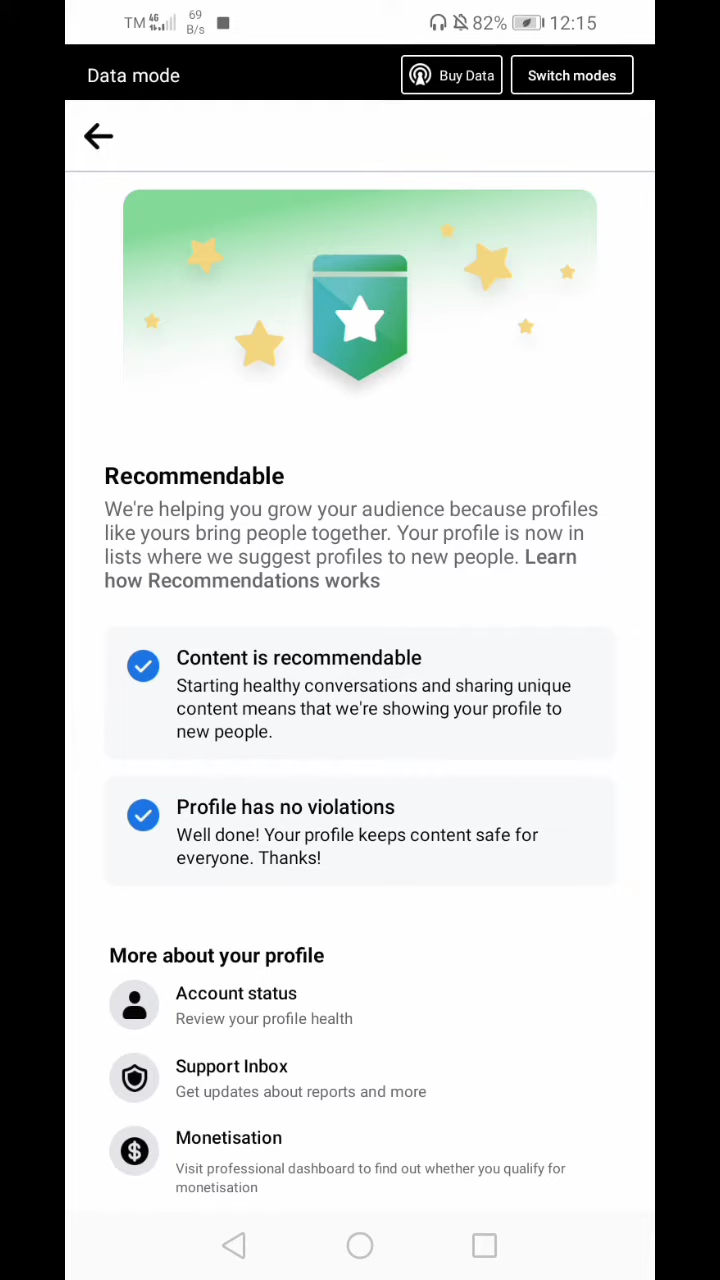 TM 4G 69 B/s 82% 12:15
Data mode Buy Data Switch modes
Recommendable
We're helping you grow your audience because profiles
like yours bring people together. Your profile is now in
lists where we suggest profiles to new people. Learn
how Recommendations works
Content is recommendable
Starting healthy conversations and sharing unique
content means that we're showing your profile to
new people.
Profile has no violations
Well done! Your profile keeps content safe for
everyone. Thanks!
More about your profile
Account status
Review your profile health
Support Inbox
Get updates about reports and more
Monetisation
Visit professional dashboard to find out whether you qualify for
monetisation